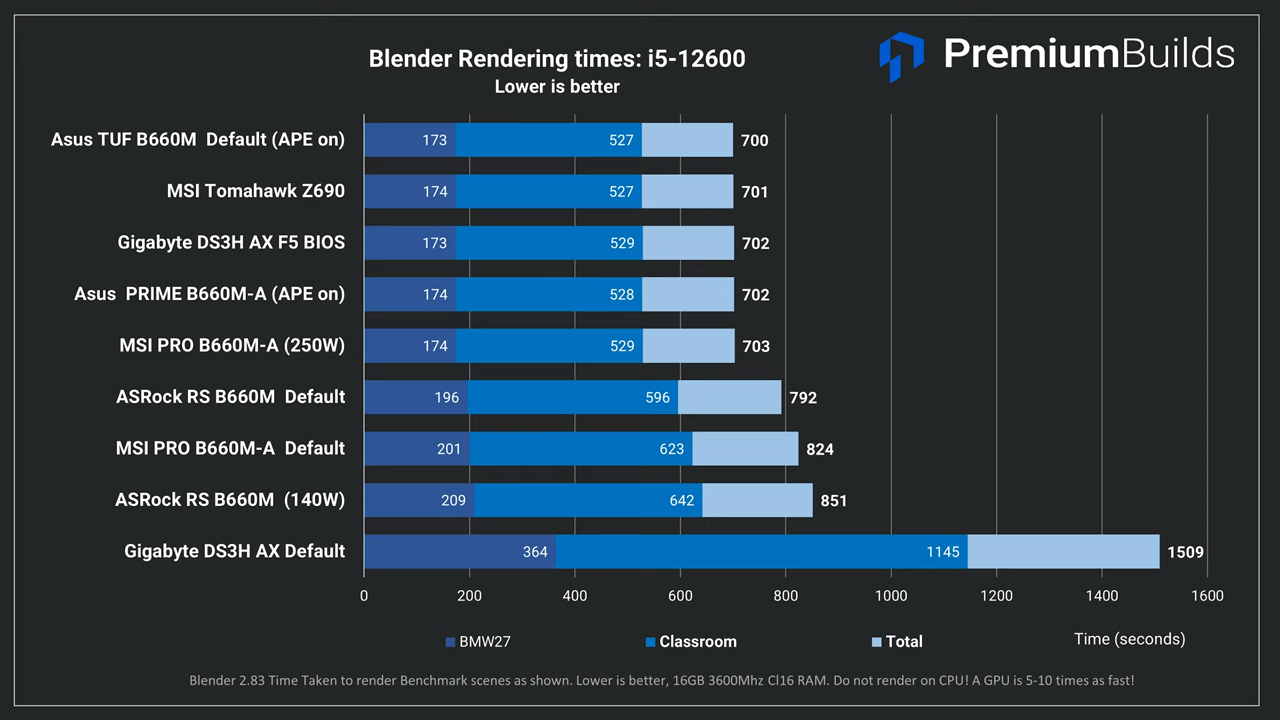 Blender Rendering times: i5-12600
Lower is better
PremiumBuilds
Asus TUF B660M  Default (APE on) 173 527 700
MSI Tomahawk Z690 174 527 701
Gigabyte DS3H AX F5 BIOS 173 529 702
Asus  PRIME B660M-A (APE on) 174 528 702
MSI PRO B660M-A (250W) 174 529 703
ASRock RS B660M  Default 196 596 792
MSI PRO B660M-A  Default 201 623 824
ASRock RS B660M  (140W) 209 642 851
Gigabyte DS3H AX Default 364 1145 1509
0 200 400 600 800 1000 1200 1400 1600
BMW27 Classroom Total Time (seconds)
Blender 2.83 Time Taken to render Benchmark scenes as shown. Lower is better, 16GB 3600Mhz Cl16 RAM. Do not render on CPU! A GPU is 5-10 times as fast!